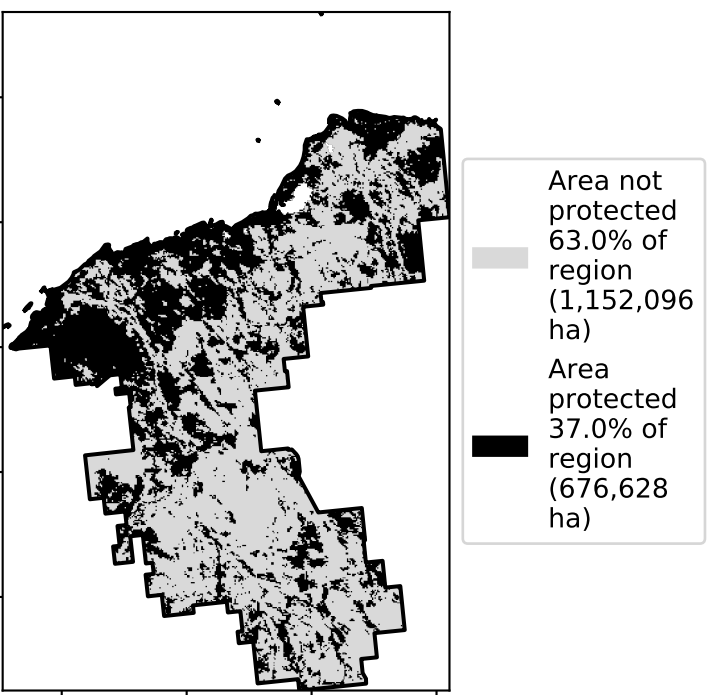 Area not
protected
63.0% of
region
(1,152,096
ha)
Area
protected
37.0% of
region
(676,628
ha)